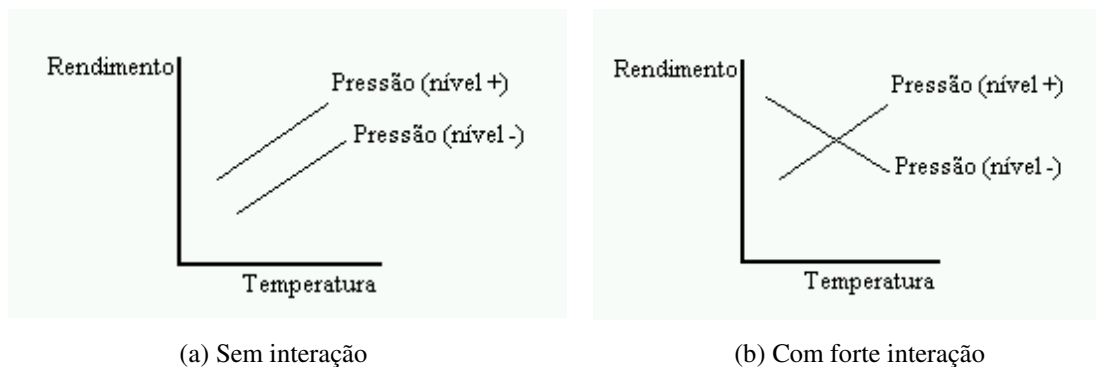 Rendimento
Pressão (nível +)
Pressão (nível -)
Temperatura
(a) Sem interação
Rendimento
Pressão (nível +)
Pressão (nível -)
Temperatura
(b) Com forte interação